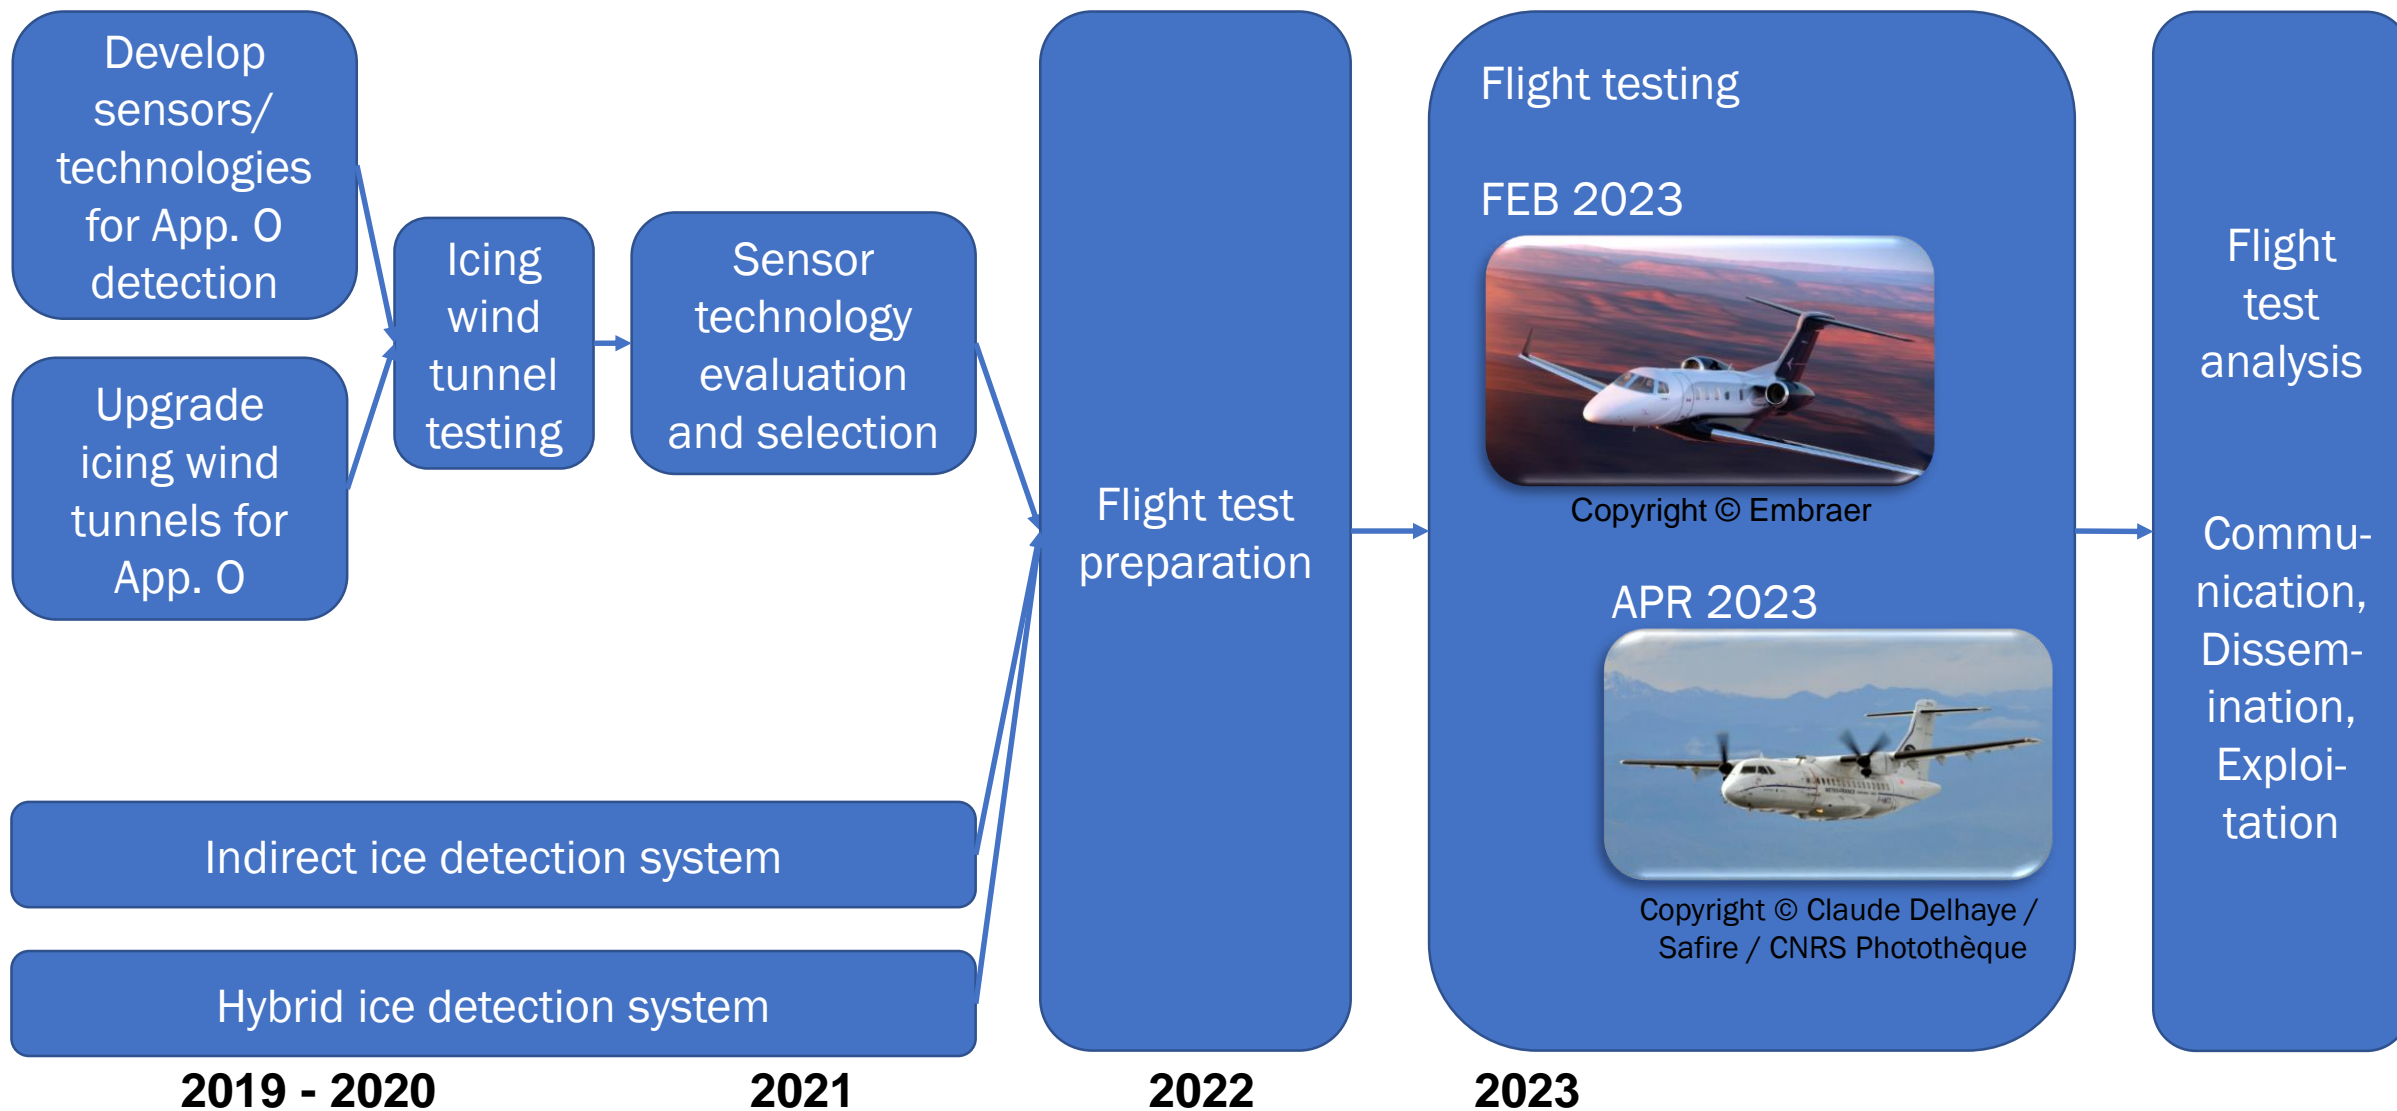 Develop
sensors/
technologies
for App. O
detection
Upgrade
icing wind
tunnels for
App. O
Icing
wind
tunnel
testing
Sensor
technology
evaluation
and selection
Indirect ice detection system
Hybrid ice detection system
Flight test
preparation
Flight testing
FEB 2023
Copyright © Embraer
APR 2023
Copyright © Claude Delhaye /
Safire / CNRS Photothèque
Flight
test
analysis
Commu-
nication,
Dissem-
ination,
Exploi-
tation
2019 - 2020
2021
2022
2023